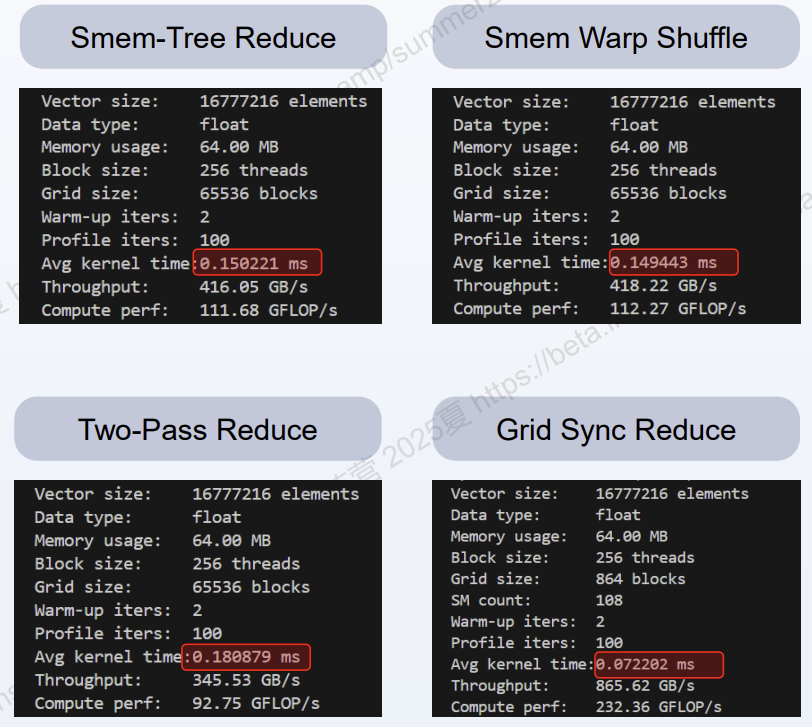 Smem-Tree Reduce
Vector size: 16777216 elements
Data type: float
Memory usage: 64.00 MB
Block size: 256 threads
Grid size: 65536 blocks
Warm-up iters: 2
Profile iters: 100
Avg kernel time:0.150221 ms
Throughput: 416.05 GB/s
Compute perf: 111.68 GFLOP/s
Smem Warp Shuffle
Vector size: 16777216 elements
Data type: float
Memory usage: 64.00 MB
Block size: 256 threads
Grid size: 65536 blocks
Warm-up iters: 2
Profile iters: 100
Avg kernel time:0.149443 ms
Throughput: 418.22 GB/s
Compute perf: 112.27 GFLOP/s
Two-Pass Reduce
Vector size: 16777216 elements
Data type: float
Memory usage: 64.00 MB
Block size: 256 threads
Grid size: 65536 blocks
Warm-up iters: 2
Profile iters: 100
Avg kernel time:0.180879 ms
Throughput: 345.53 GB/s
Compute perf: 92.75 GFLOP/s
Grid Sync Reduce
Vector size: 16777216 elements
Data type: float
Memory usage: 64.00 MB
Block size: 256 threads
Grid size: 864 blocks
SM count: 108
Warm-up iters: 2
Profile iters: 100
Avg kernel time:0.072202 ms
Throughput: 865.62 GB/s
Compute perf: 232.36 GFLOP/s
2025夏 https://beta.i